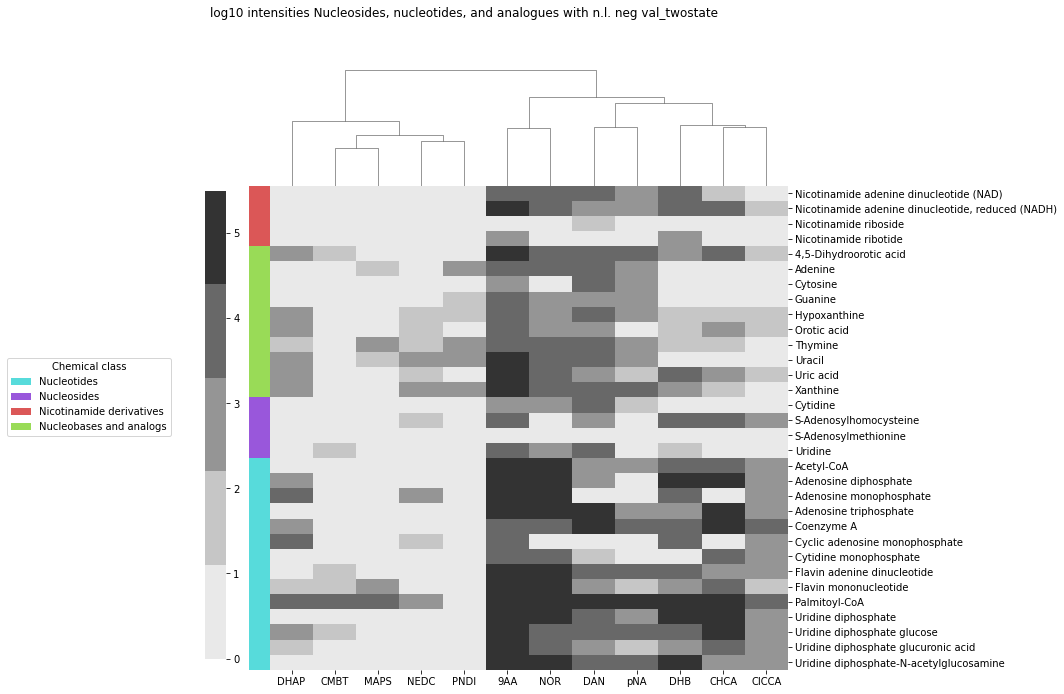 log10 intensities Nucleosides, nucleotides, and analogues with n.l. neg val_twostate
Chemical class
Nucleotides
Nucleosides
Nicotinamide derivatives
Nucleobases and analogs
5
4
3
2
1
0
Nicotinamide adenine dinucleotide (NAD)
Nicotinamide adenine dinucleotide, reduced (NADH)
Nicotinamide riboside
Nicotinamide ribotide
4,5-Dihydroorotic acid
Adenine
Cytosine
Guanine
Hypoxanthine
Orotic acid
Thymine
Uracil
Uric acid
Xanthine
Cytidine
S-Adenosylhomocysteine
S-Adenosylmethionine
Uridine
Acetyl-CoA
Adenosine diphosphate
Adenosine monophosphate
Adenosine triphosphate
Coenzyme A
Cyclic adenosine monophosphate
Cytidine monophosphate
Flavin adenine dinucleotide
Flavin mononucleotide
Palmitoyl-CoA
Uridine diphosphate
Uridine diphosphate glucose
Uridine diphosphate glucuronic acid
Uridine diphosphate-N-acetylglucosamine
DHAP CMBT MAPS NEDC PNDI 9AA NOR DAN pNA DHB CHCA ClCCA